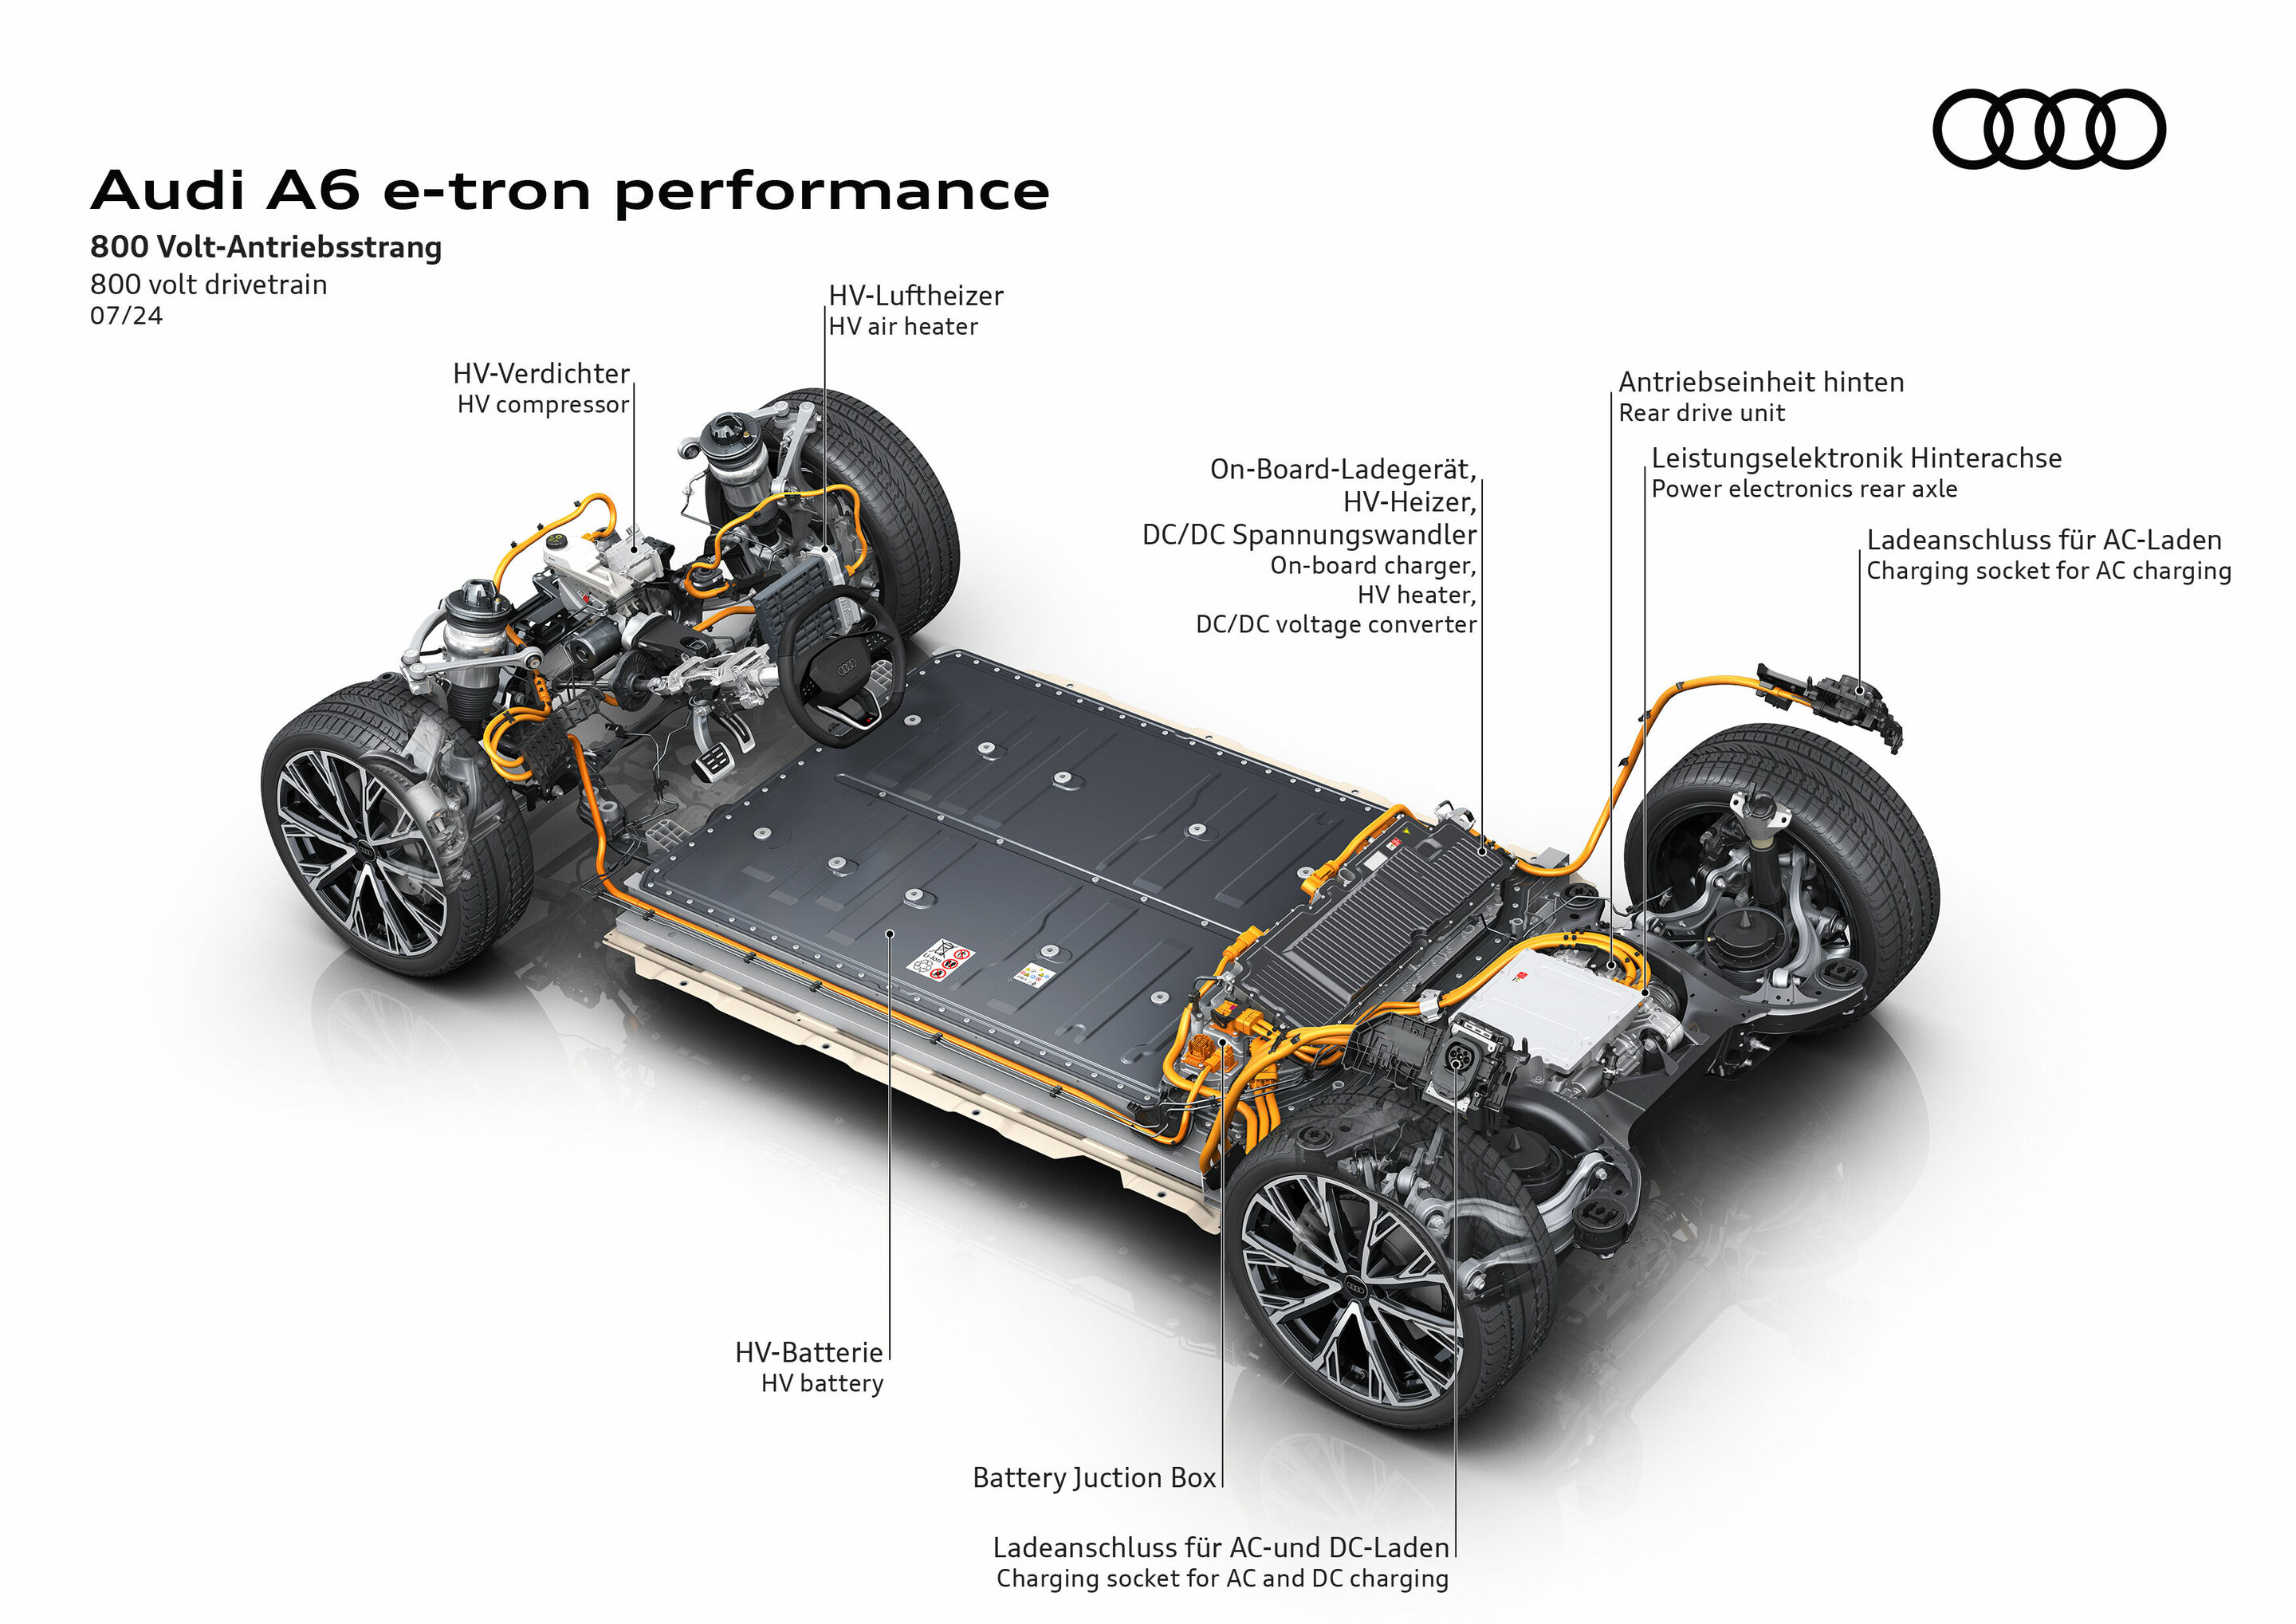 Audi A6 e-tron performance
800 Volt-Antriebsstrang
800 volt drivetrain
07/24
HV-Luftheizer
HV air heater
HV-Verdichter
HV compressor
Antriebseinheit hinten
Rear drive unit
Leistungselektronik Hinterachse
Power electronics rear axle
On-Board-Ladegerät,
HV-Heizer,
DC/DC Spannungswandler
On-board charger,
HV heater,
DC/DC voltage converter
Ladeanschluss für AC-Laden
Charging socket for AC charging
Li-Ion
HV-Batterie
HV battery
Battery Juction Box
Ladeanschluss für AC-und DC-Laden
Charging socket for AC and DC charging